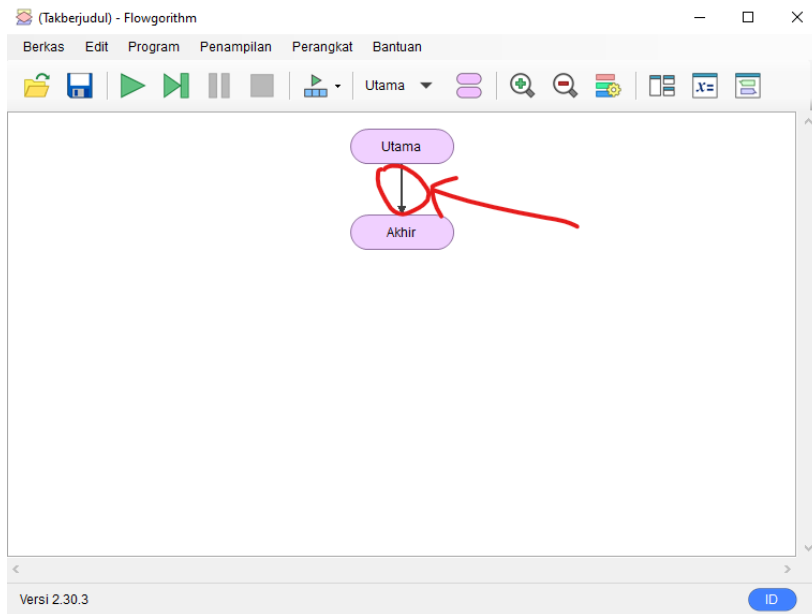 (Takberjudul) - Flowgorithm
Berkas Edit Program Penampilan Perangkat Bantuan
Utama
x=
Utama
Akhir
Versi 2.30.3
ID